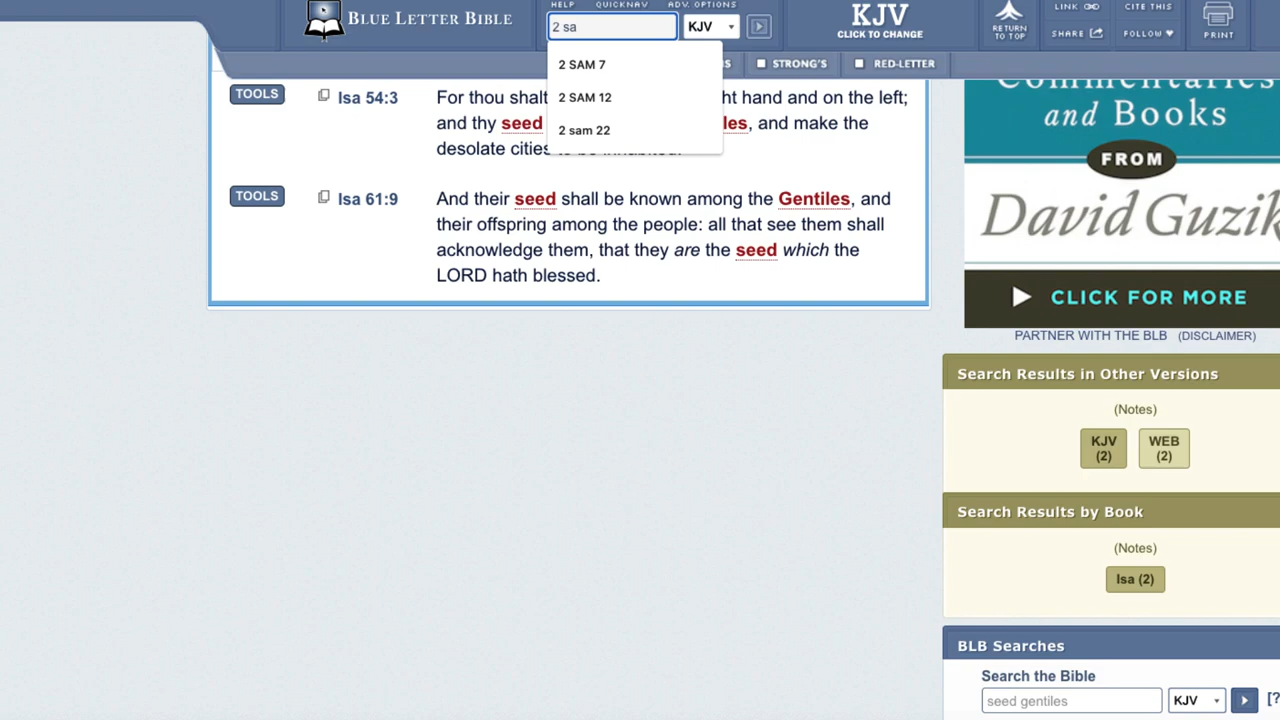 HELP QUICKNAV ADV. OPTIONS
BLUE LETTER BIBLE
2 sa
KJV
KJV
CLICK TO CHANGE
RETURN
TO TOP
LINK
CITE THIS
SHARE
FOLLOW
PRINT
2 SAM 7
2 SAM 12
2 sam 22
STRONG'S
RED-LETTER
TOOLS
Isa 54:3
For thou shalt ht hand and on the left;
and thy seed les, and make the
desolate cities to be inhabited.
TOOLS
Isa 61:9
And their seed shall be known among the Gentiles, and
their offspring among the people: all that see them shall
acknowledge them, that they are the seed which the
LORD hath blessed.
Commentaries
and Books
FROM
David Guzik
CLICK FOR MORE
PARTNER WITH THE BLB (DISCLAIMER)
Search Results in Other Versions
(Notes)
KJV
(2)
WEB
(2)
Search Results by Book
(Notes)
Isa (2)
BLB Searches
Search the Bible
seed gentiles
KJV
[?